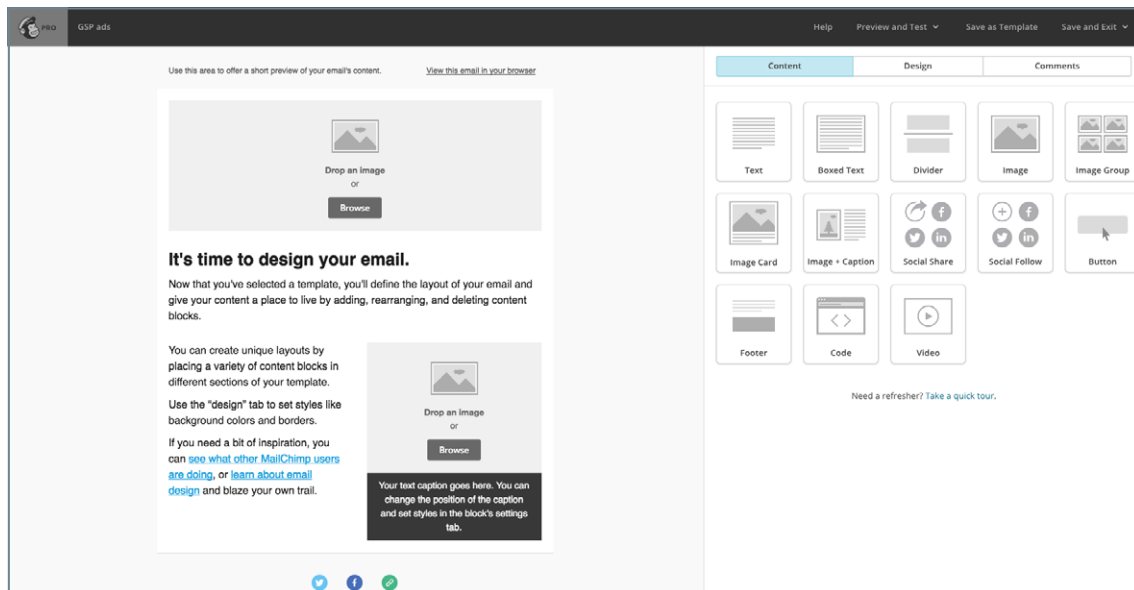 PRO
GSP ads
Help
Preview and Test
Save as Template
Save and Exit
Use this area to offer a short preview of your email's content.
View this email in your browser
Drop an image
or
Browse
It's time to design your email.
Now that you've selected a template, you'll define the layout of your email and
give your content a place to live by adding, rearranging, and deleting content
blocks.
You can create unique layouts by
placing a variety of content blocks in
different sections of your template.
Use the "design" tab to set styles like
background colors and borders.
If you need a bit of inspiration, you
can see what other MailChimp users
are doing, or learn about email
design and blaze your own trail.
Drop an image
or
Browse
Your text caption goes here. You can
change the position of the caption
and set styles in the block's settings
tab.
Content
Design
Comments
Text
Boxed Text
Divider
Image
Image Group
Image Card
Image + Caption
Social Share
Social Follow
Button
Footer
Code
Video
Need a refresher? Take a quick tour.